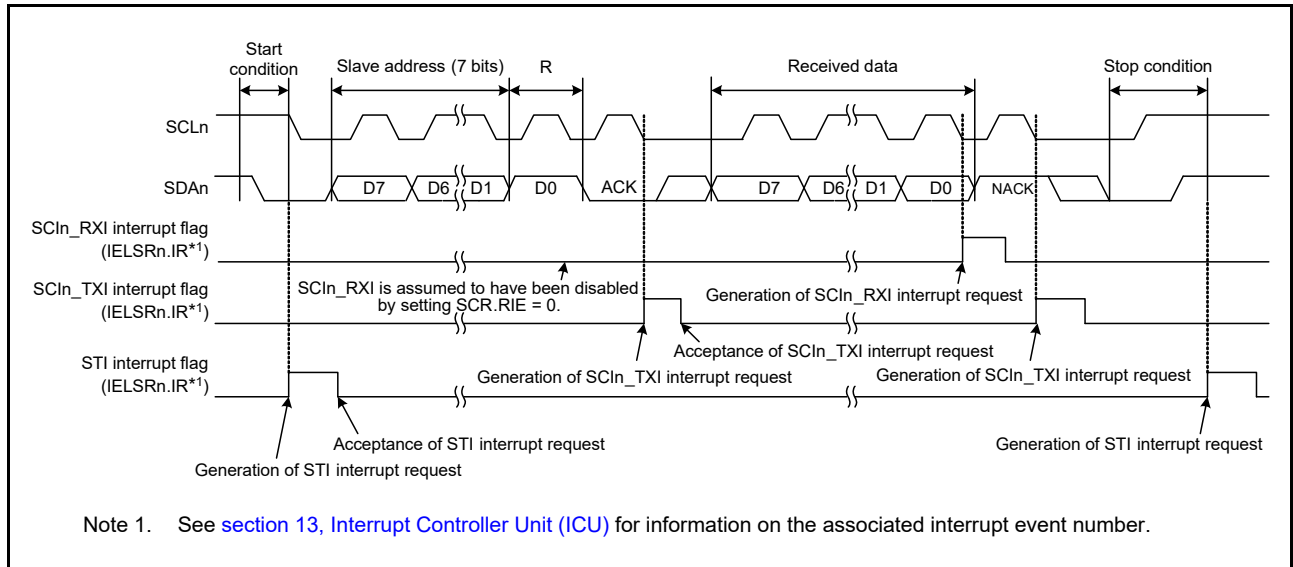 Start
condition
Slave address (7 bits)
R
Received data
Stop condition
SCLn
SDAn
D7
D6
D1
D0
ACK
D7
D6
D1
D0
NACK
SCIn_RXI interrupt flag
(IELSRn.IR*1)
SCIn_RXI is assumed to have been disabled
by setting SCR.RIE = 0.
Generation of SCIn_RXI interrupt request
SCIn_TXI interrupt flag
(IELSRn.IR*1)
Acceptance of SCIn_TXI interrupt request
Generation of SCIn_TXI interrupt request
Generation of SCIn_TXI interrupt request
STI interrupt flag
(IELSRn.IR*1)
Acceptance of STI interrupt request
Generation of STI interrupt request
Generation of STI interrupt request
Note 1. See section 13, Interrupt Controller Unit (ICU) for information on the associated interrupt event number.